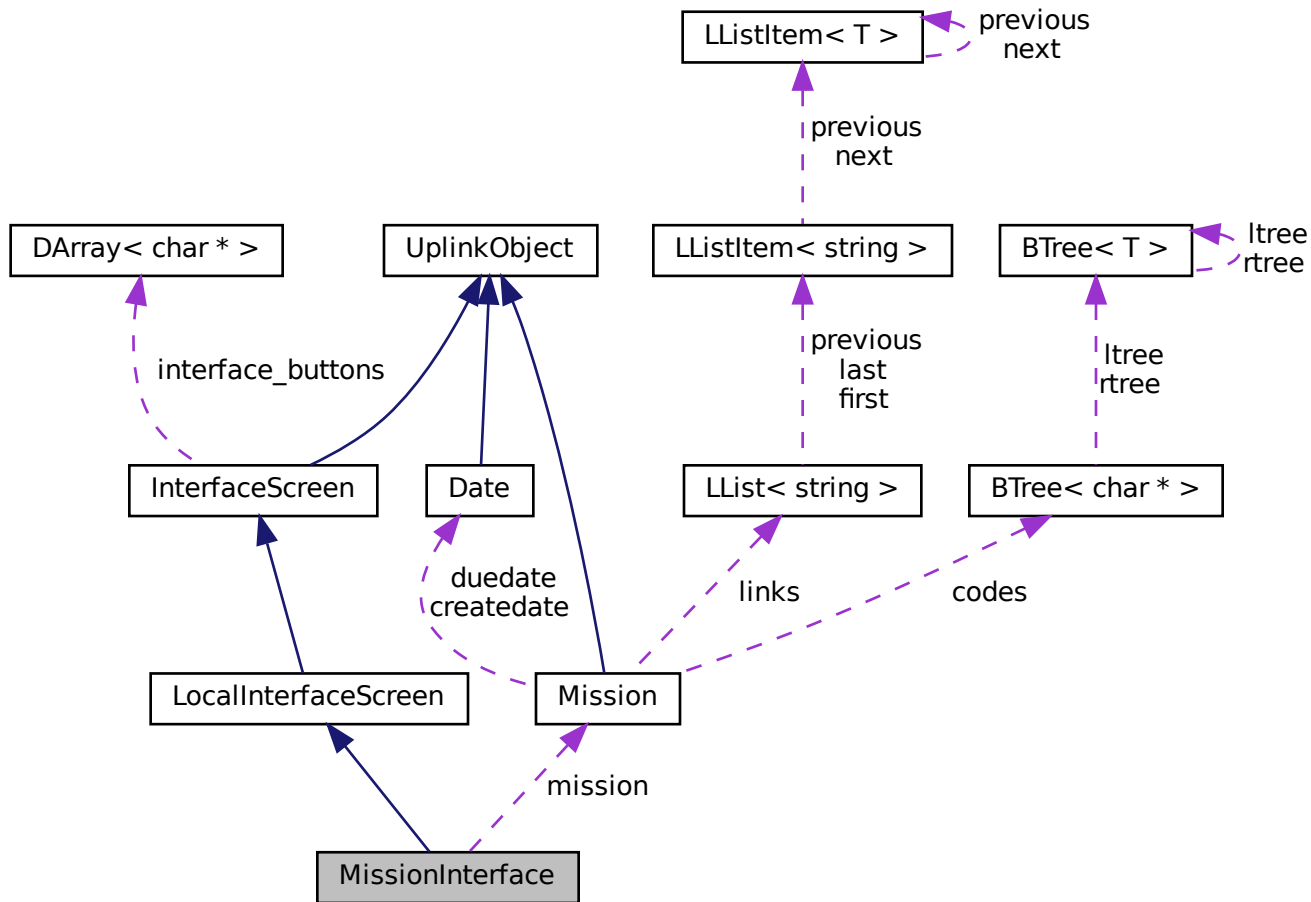 LListItem< T >
previous
next
previous
next
DArray< char * >
UplinkObject
LListItem< string >
BTree< T >
ltree
rtree
interface_buttons
previous
last
first
ltree
rtree
InterfaceScreen
Date
LList< string >
BTree< char * >
duedate
createdate
links
codes
LocalInterfaceScreen
Mission
mission
MissionInterface